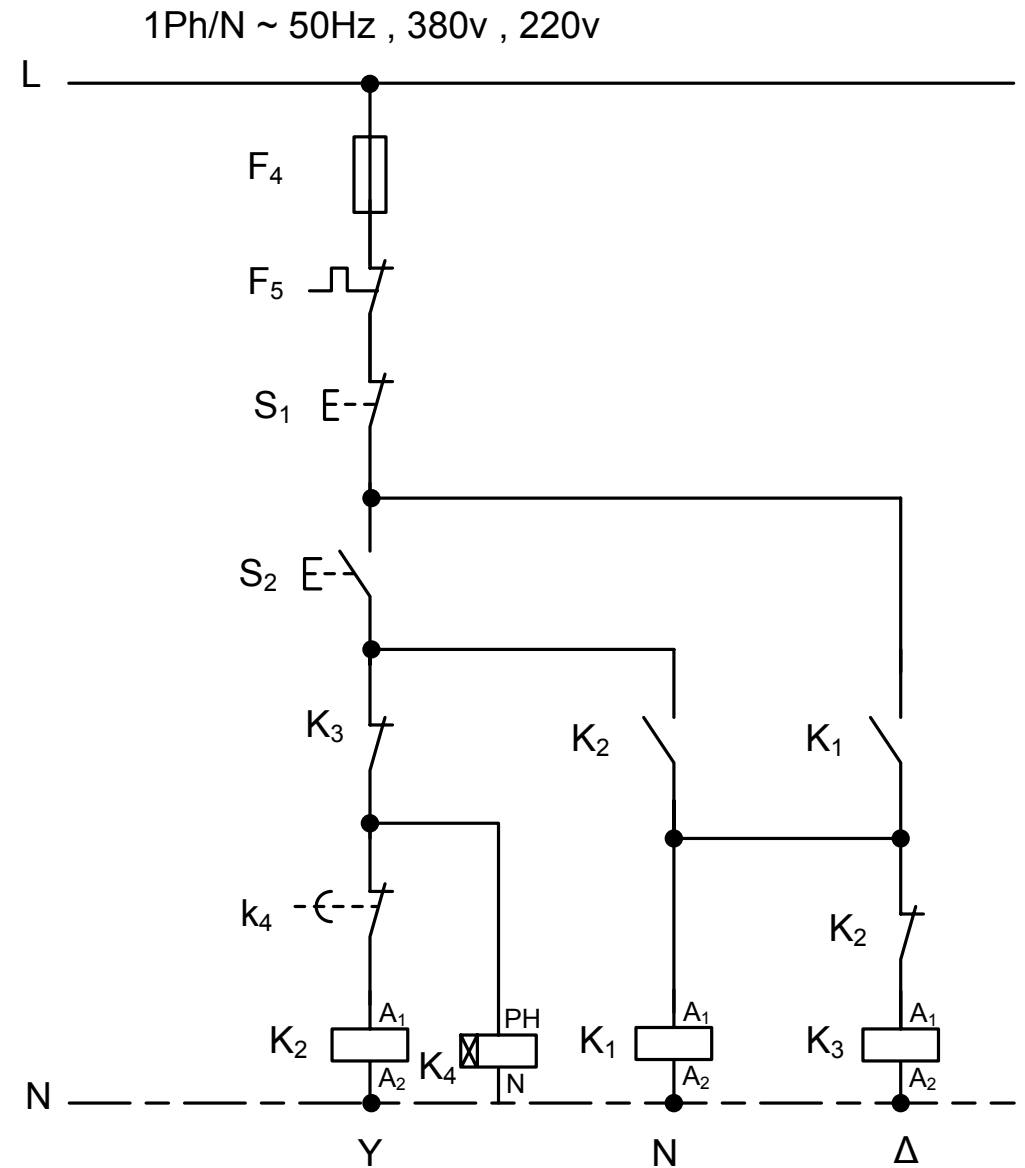 1Ph/N ~ 50Hz , 380v , 220v
L
F₄
F₅
S₁
S₂
K₃
K₂
K₁
k₄
K₂
A₁
PH
A₁
A₁
K₂
K₄
K₁
K₃
A₂
N
A₂
A₂
N
Y
N
Δ